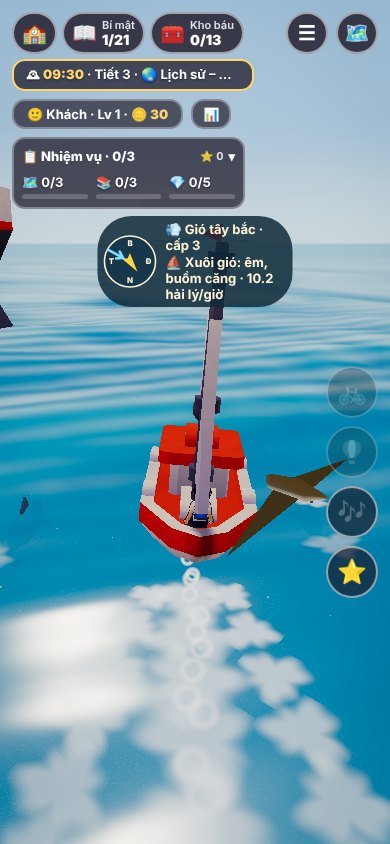 Bí mật
1/21
Kho báu
0/13
09:30 · Tiết 3 · Lịch sử – ...
Khách · Lv 1 · 30
Nhiệm vụ · 0/3
0 ▼
0/3
0/3
0/5
Gió tây bắc ·
cấp 3
Xuôi gió: êm,
buồm căng · 10.2
hải lý/giờ
B
T
Đ
N